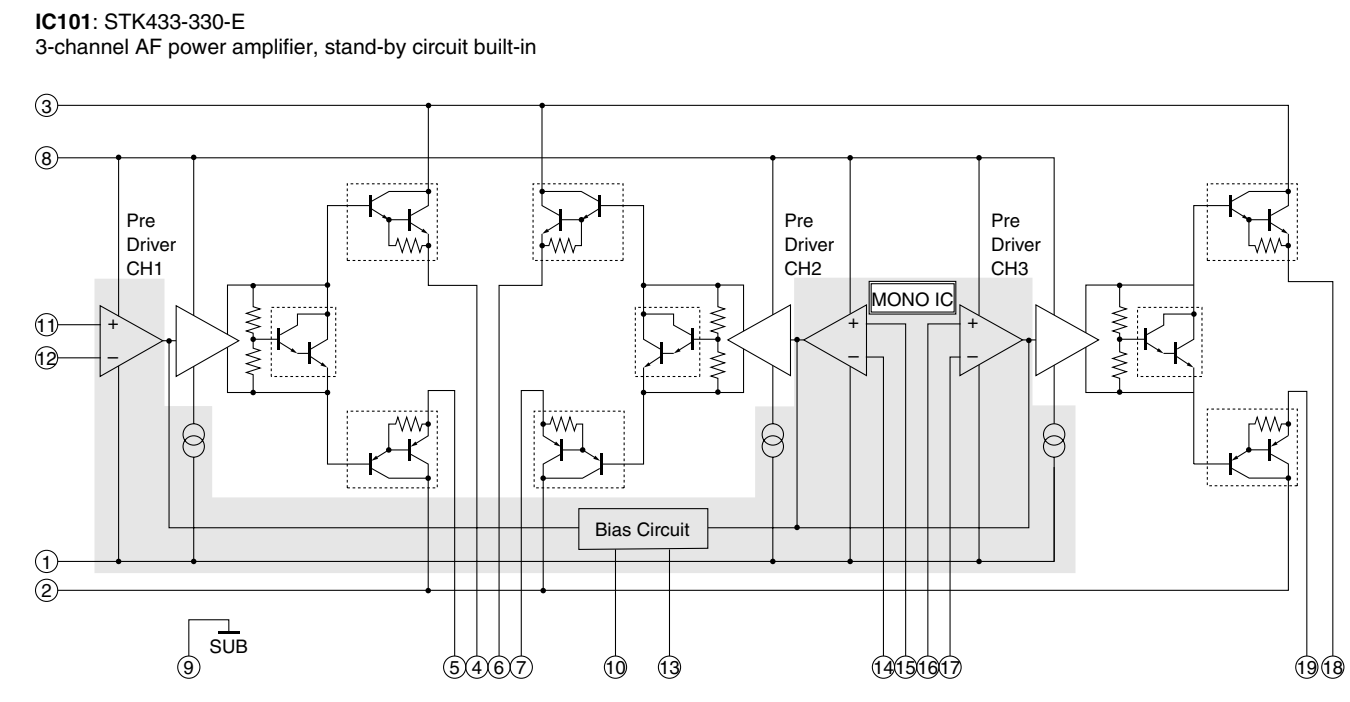 IC101: STK433-330-E
3-channel AF power amplifier, stand-by circuit built-in
3
8
Pre
Driver
CH1
Pre
Driver
CH2
Pre
Driver
CH3
MONO IC
11
+
12
−
+
−
+
−
Bias Circuit
1
2
SUB
9
5 4 6 7 10 13 14 15 16 17 19 18